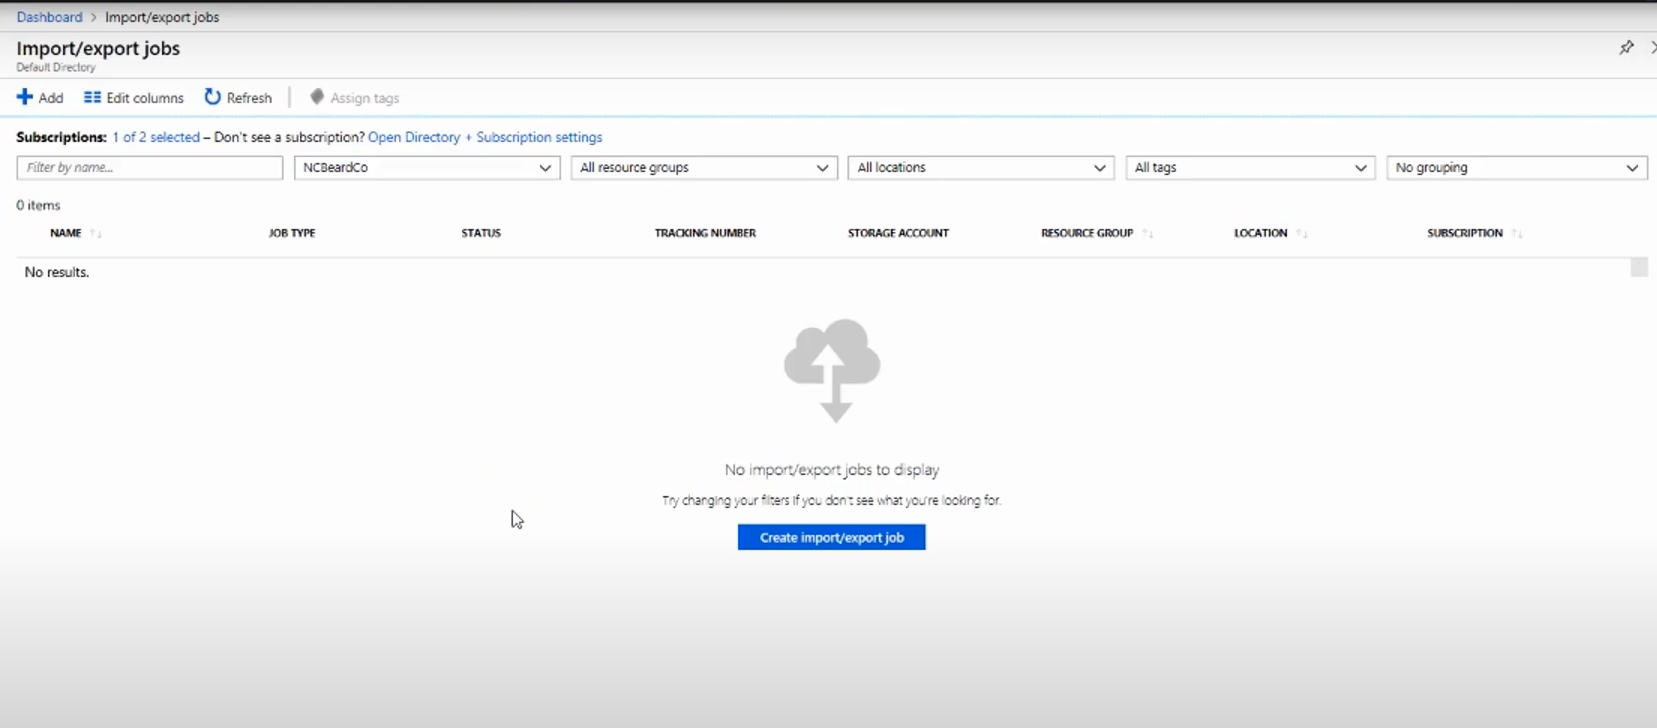 Dashboard > Import/export jobs
Import/export jobs
Default Directory
Add Edit columns Refresh Assign tags
Subscriptions: 1 of 2 selected – Don't see a subscription? Open Directory + Subscription settings
Filter by name... NCBeardCo All resource groups All locations All tags No grouping
0 items
NAME JOB TYPE STATUS TRACKING NUMBER STORAGE ACCOUNT RESOURCE GROUP LOCATION SUBSCRIPTION
No results.
No import/export jobs to display
Try changing your filters if you don't see what you're looking for.
Create import/export job